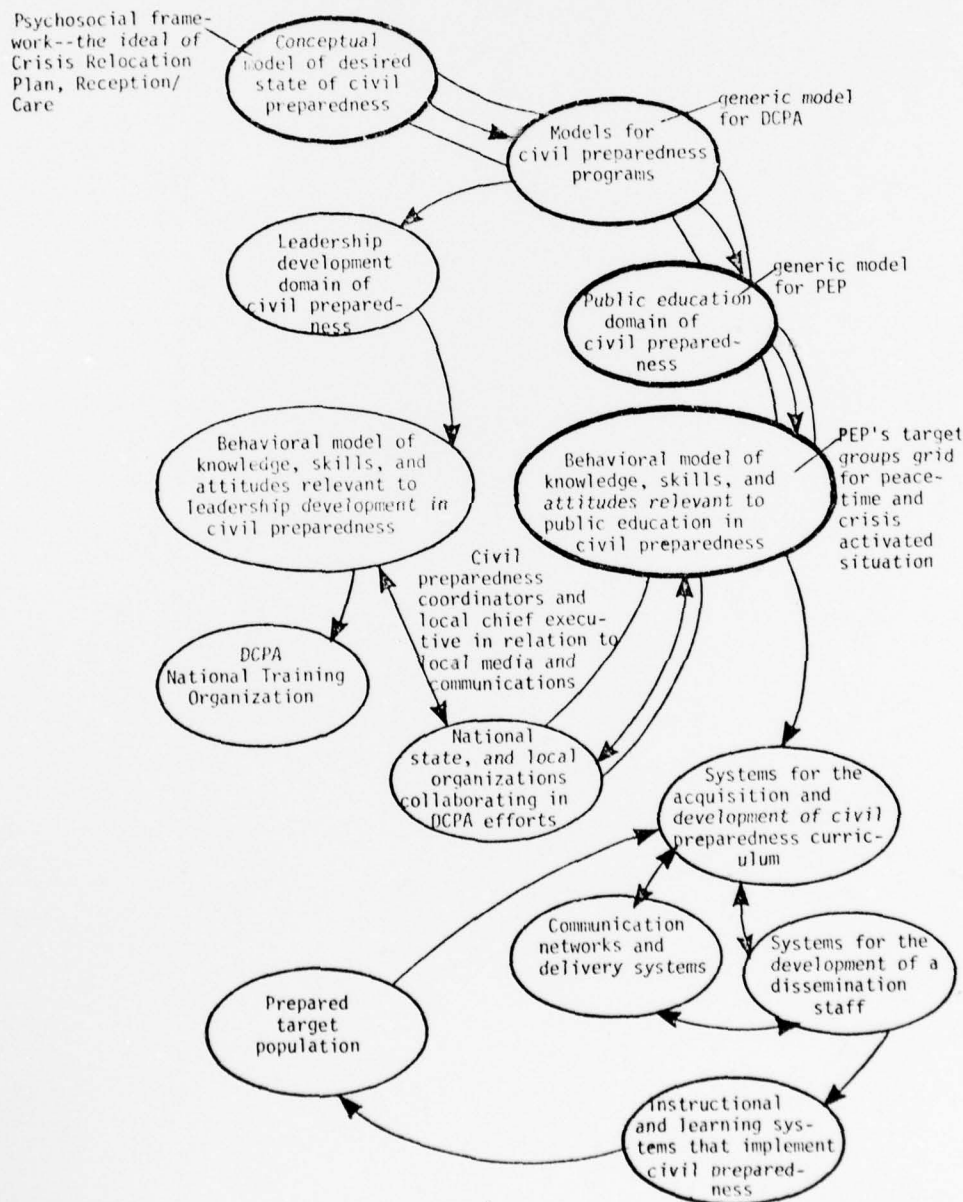 Psychosocial frame-
work--the ideal of
Crisis Relocation
Plan, Reception/
Care
Conceptual
model of desired
state of civil
preparedness
generic model
for DCPA
Models for
civil preparedness
programs
Leadership
development
domain of
civil prepared-
ness
generic model
for PEP
Public education
domain of
civil prepared-
ness
Behavioral model of
knowledge, skills, and
attitudes relevant to
leadership development in
civil preparedness
Behavioral model of
knowledge, skills, and
attitudes relevant to
public education in
civil preparedness
PEP's target
groups grid
for peace-
time and
crisis
activated
situation
Civil
preparedness
coordinators and
local chief execu-
tive in relation to
local media and
communications
DCPA
National Training
Organization
National
state, and local
organizations
collaborating in
DCPA efforts
Systems for the
acquisition and
development of civil
preparedness curric-
ulum
Communication
networks and
delivery systems
Systems for the
development of a
dissemination
staff
Prepared
target
population
Instructional
and learning sys-
tems that implement
civil prepared-
ness